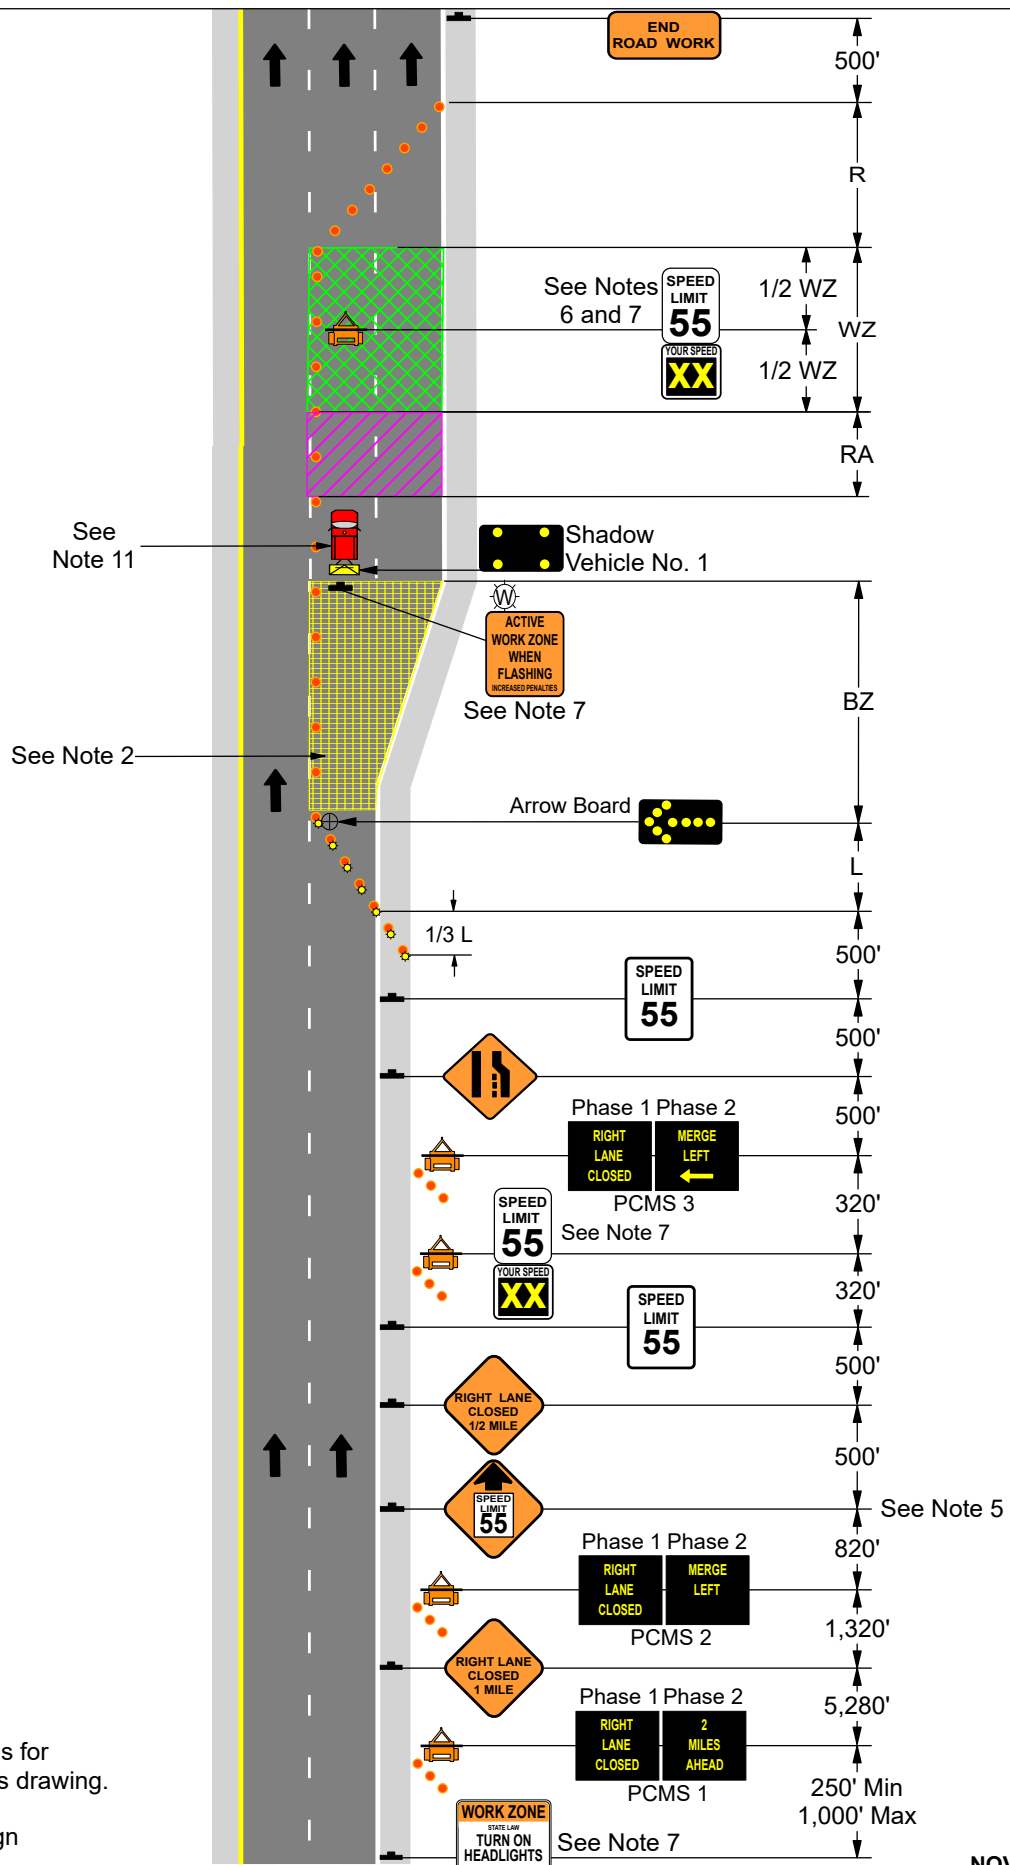 END
ROAD WORK
500'
R
See Notes
6 and 7
SPEED
LIMIT
55
YOUR SPEED
XX
1/2 WZ
WZ
1/2 WZ
RA
See
Note 11
Shadow
Vehicle No. 1
W
ACTIVE
WORK ZONE
WHEN
FLASHING
INCREASED PENALTIES
See Note 7
BZ
See Note 2
Arrow Board
L
1/3 L
500'
SPEED
LIMIT
55
500'
500'
Phase 1 Phase 2
RIGHT
LANE
CLOSED
MERGE
LEFT
PCMS 3
320'
SPEED
LIMIT
55
See Note 7
YOUR SPEED
XX
320'
SPEED
LIMIT
55
500'
RIGHT LANE
CLOSED
1/2 MILE
500'
SPEED
LIMIT
55
See Note 5
820'
Phase 1 Phase 2
RIGHT
LANE
CLOSED
MERGE
LEFT
PCMS 2
1,320'
RIGHT LANE
CLOSED
1 MILE
5,280'
Phase 1 Phase 2
RIGHT
LANE
CLOSED
2
MILES
AHEAD
PCMS 1
250' Min
1,000' Max
s for
s drawing.
gn
WORK ZONE
STATE LAW
TURN ON
HEADLIGHTS
See Note 7